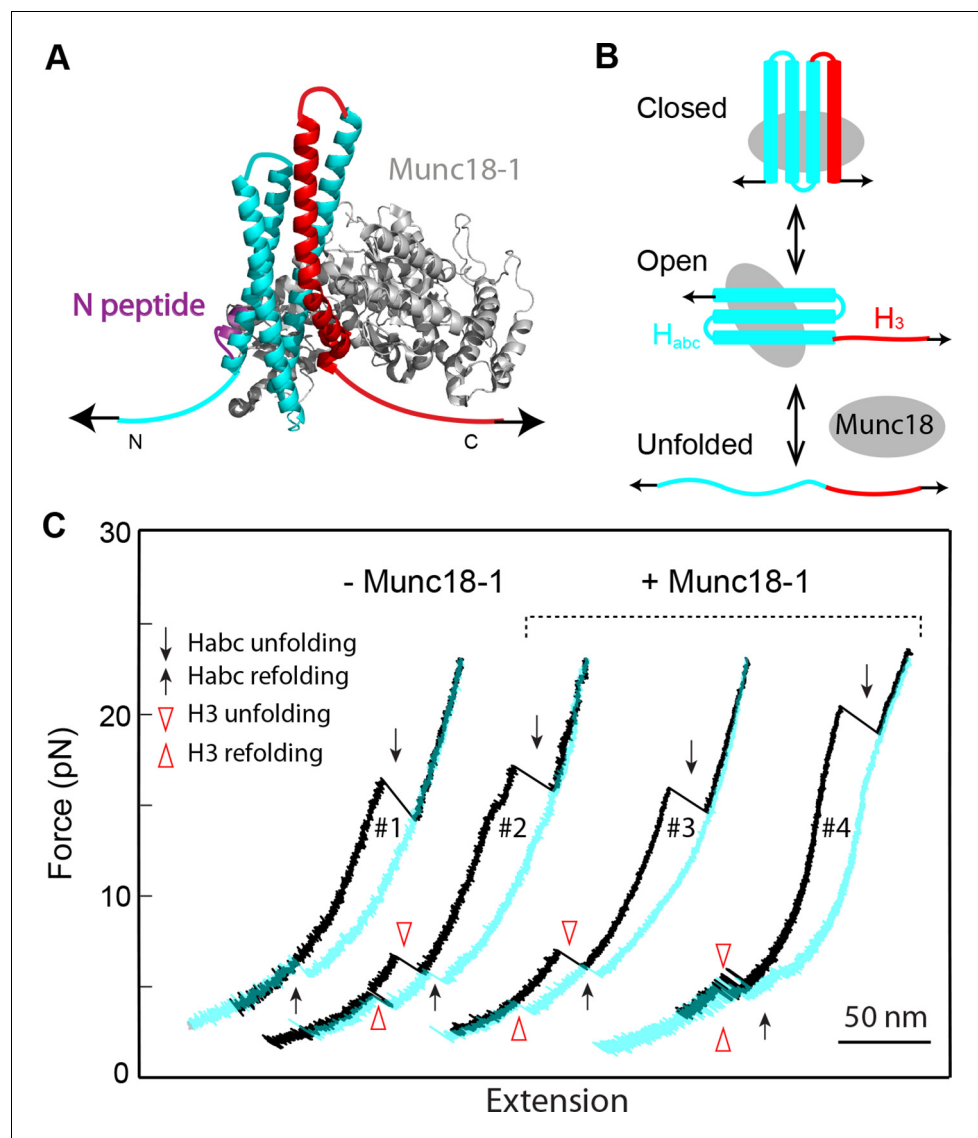 A
Munc18-1
N peptide
N
C
B
Closed
Open
Habc
H3
Munc18
Unfolded
C
- Munc18-1
+ Munc18-1
Habc unfolding
Habc refolding
H3 unfolding
H3 refolding
30
20
10
0
Force (pN)
#1
#2
#3
#4
50 nm
Extension